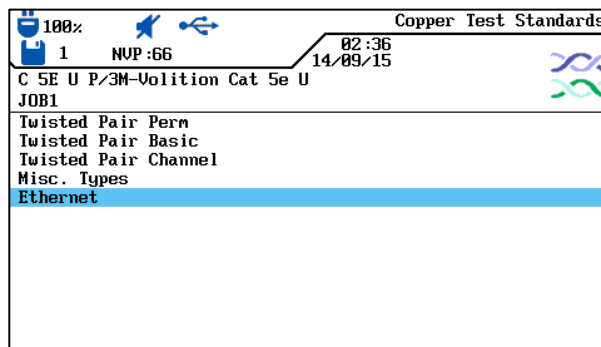 100% Copper Test Standards
1 NVP:66 02:36
14/09/15
C 5E U P/3M-Volition Cat 5e U
JOB1
Twisted Pair Perm
Twisted Pair Basic
Twisted Pair Channel
Misc. Types
Ethernet